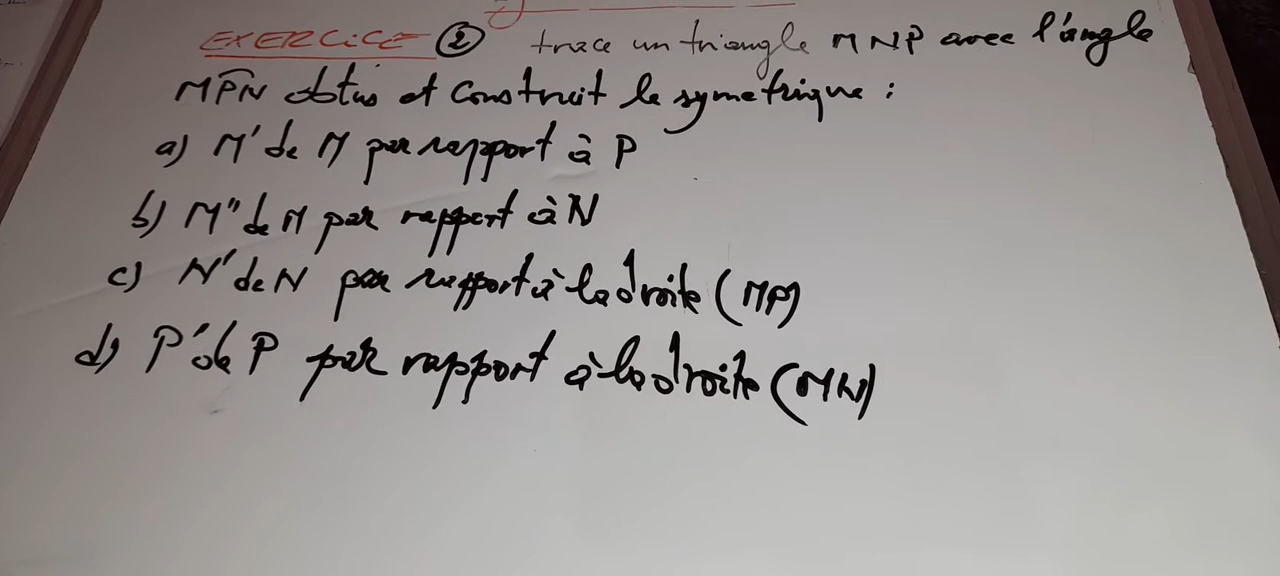 EXERCICE ② trace un triangle MNP avec l'angle
MP̂N obtus et construit le symetrique :
a) M' de M par rapport à P
b) M" de M par rapport à N
c) N' de N par rapport à la droite (MP)
d) P' de P par rapport à la droite (MN)